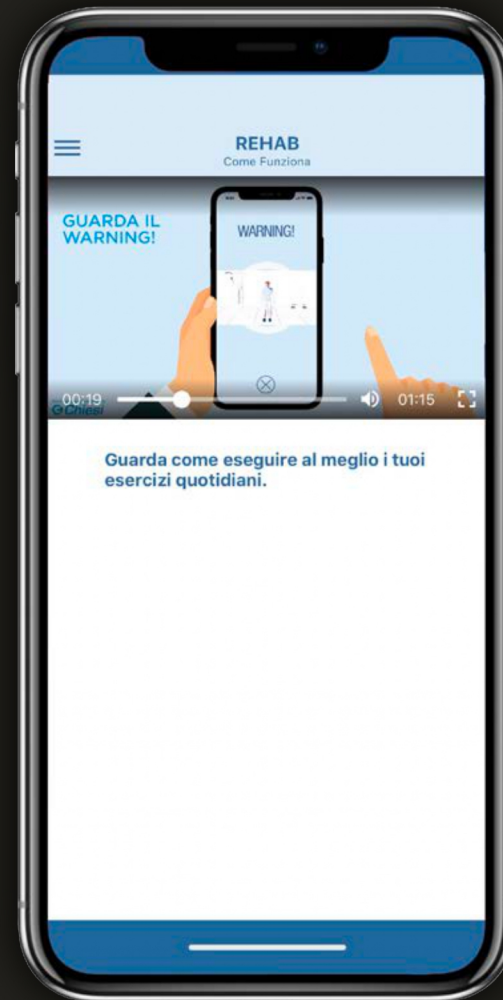 REHAB
Come Funziona
GUARDA IL
WARNING!
WARNING!
00:19
01:15
Chiesi
Guarda come eseguire al meglio i tuoi
esercizi quotidiani.